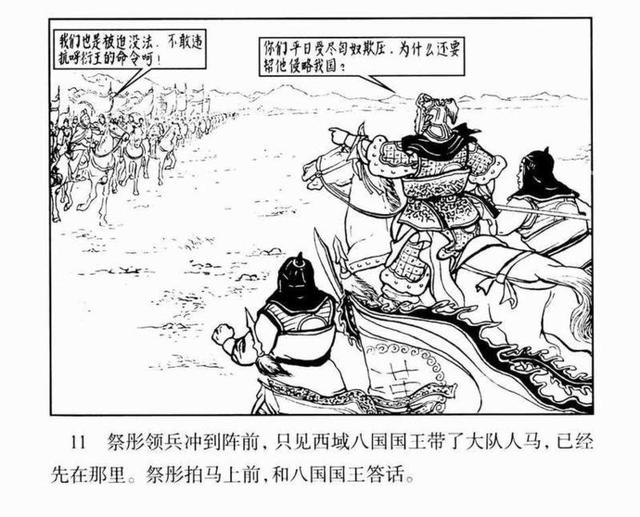 我们也是被迫没法，不敢违
抗呼衍王的命令呵！
你们平日受尽匈奴欺压，为什么还要
帮他侵略我国？
11 祭彤领兵冲到阵前，只见西域八国国王带了大队人马，已经
先在那里。祭彤拍马上前，和八国国王答话。